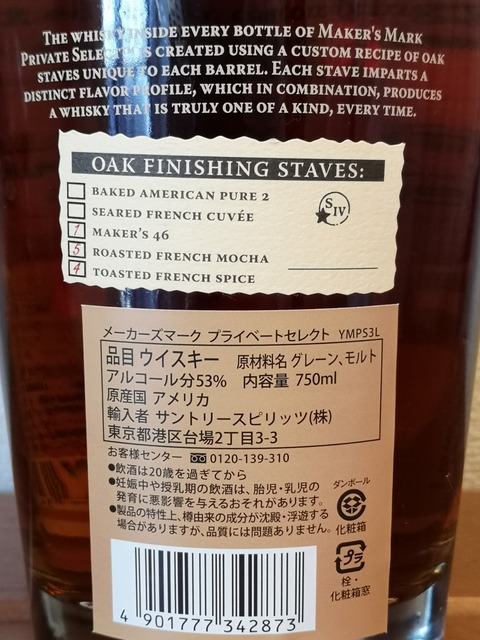 The whisky inside every bottle of Maker's Mark
Private Select is created using a custom recipe of oak
staves unique to each barrel. Each stave imparts a
distinct flavor profile, which in combination, produces
a whisky that is truly one of a kind, every time.
OAK FINISHING STAVES:
BAKED AMERICAN PURE 2
SEARED FRENCH CUVÉE
1 MAKER'S 46
5 ROASTED FRENCH MOCHA
4 TOASTED FRENCH SPICE
S IV
メーカーズマーク プライベートセレクト YMPS3L
品目 ウイスキー 原材料名 グレーン、モルト
アルコール分53% 内容量 750ml
原産国 アメリカ
輸入者 サントリースピリッツ(株)
東京都港区台場2丁目3-3
お客様センター 0120-139-310
●飲酒は20歳を過ぎてから
●妊娠中や授乳期の飲酒は、胎児・乳児の
発育に悪影響を与えるおそれがあります。
●製品の特性上、樽由来の成分が沈殿・浮遊する
場合がありますが、品質には問題ありません。
ダンボール
化粧箱
プラ
栓・
化粧箱窓
4 901777 342873